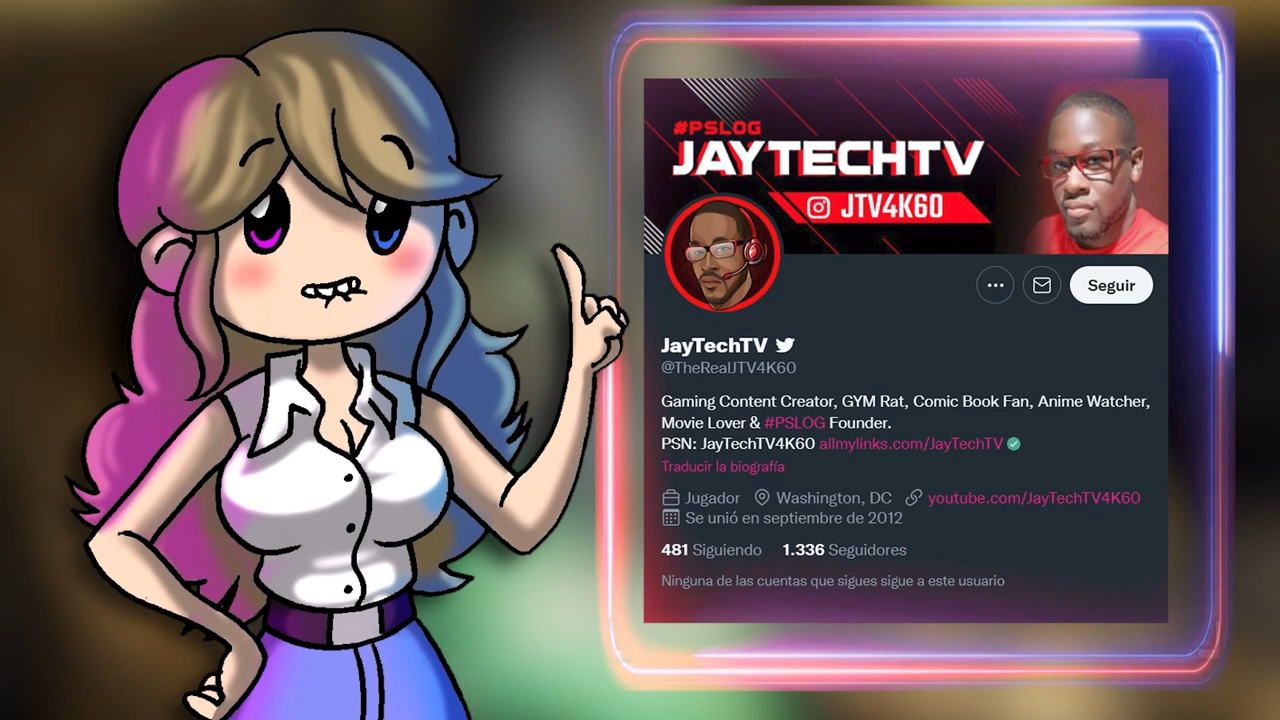 #PSLOG
JAYTECHTV
JTV4K60
Seguir
JayTechTV
@TheRealJTV4K60
Gaming Content Creator, GYM Rat, Comic Book Fan, Anime Watcher,
Movie Lover & #PSLOG Founder.
PSN: JayTechTV4K60 allmylinks.com/JayTechTV
Traducir la biografía
Jugador Washington, DC youtube.com/JayTechTV4K60
Se unió en septiembre de 2012
481 Siguiendo 1.336 Seguidores
Ninguna de las cuentas que sigues sigue a este usuario